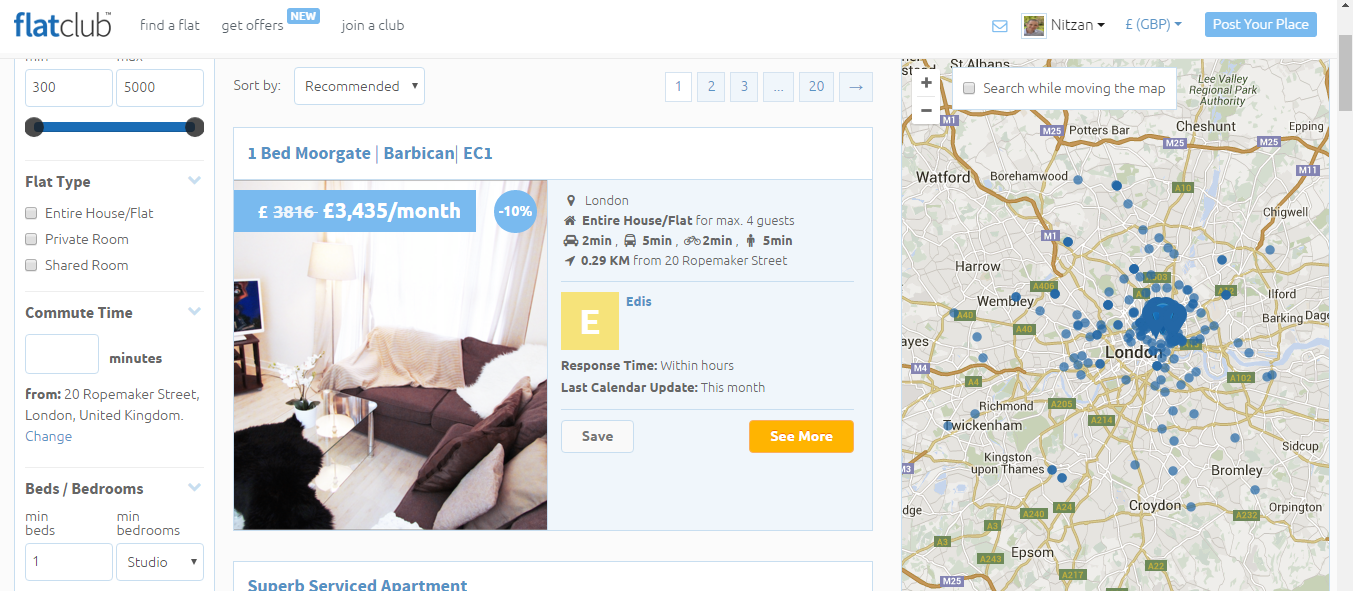 flatclub™
find a flat
get offers
NEW
join a club
Nitzan
£ (GBP)
Post Your Place
min
max
300
5000
Flat Type
Entire House/Flat
Private Room
Shared Room
Commute Time
minutes
from: 20 Ropemaker Street,
London, United Kingdom.
Change
Beds / Bedrooms
min
beds
min
bedrooms
1
Studio
Sort by:
Recommended
1
2
3
...
20
→
1 Bed Moorgate | Barbican| EC1
£ 3816 £3,435/month
-10%
London
Entire House/Flat for max. 4 guests
2min , 5min , 2min , 5min
0.29 KM from 20 Ropemaker Street
E
Edis
Response Time: Within hours
Last Calendar Update: This month
Save
See More
Superb Serviced Apartment
+
−
Search while moving the map
St Albans
Lee Valley
Regional Park
Authority
M1
M25
Potters Bar
Cheshunt
Epping
M25
M25
M11
Watford
Borehamwood
A10
Chigwell
M1
Harrow
A406
Wembley
Ilford
A40
A40
Barking
London
M4
A4
A102
Richmond
A205
A214
Twickenham
Sidcup
Kingston
upon Thames
M3
Bromley
Croydon
Orpington
A24
A240
A232
A3
A3
A243
Epsom
A22
A217
M25